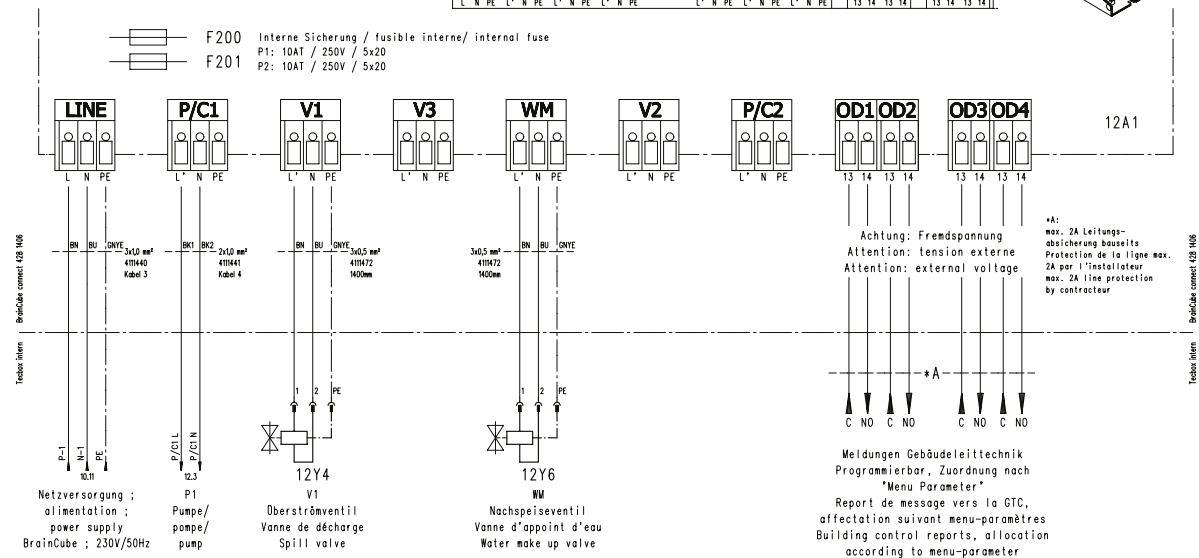 L N PE L' N PE L' N PE L' N PE L' N PE L' N PE L' N PE 13 14 13 14 13 14 13 14
F200 Interne Sicherung / fusible interne/ internal fuse
P1: 10AT / 250V / 5x20
F201 P2: 10AT / 250V / 5x20
LINE P/C1 V1 V3 WM V2 P/C2 OD1 OD2 OD3 OD4
12A1
L N PE L' N PE L' N PE L' N PE L' N PE L' N PE L' N PE 13 14 13 14 13 14 13 14
BrainCube connect 428 1406
BN BU GNYE
3x1,0 mm²
4111440
Kabel 3
BK1 BK2
2x1,0 mm²
4111441
Kabel 4
BN BU GNYE
3x0,5 mm²
4111472
1400mm
3x0,5 mm²
4111472
1400mm
BN BU GNYE
Achtung: Fremdspannung
Attention: tension externe
Attention: external voltage
*A:
max. 2A Leitungs-
absicherung bauseits
Protection de la ligne max.
2A par l'installateur
max. 2A line protection
by contracteur
BrainCube connect 428 1406
Tecbox intern
Tecbox intern
*A
1 2 PE
1 2 PE
C NO C NO C NO C NO
P-1 N-1 PE
10.11
P/C1 L P/C1 N
12.3
12Y4
12Y6
Netzversorgung ;
alimentation ;
power supply
BrainCube ; 230V/50Hz
P1
Pumpe/
pompe/
pump
V1
Überströmventil
Vanne de décharge
Spill valve
WM
Nachspeiseventil
Vanne d'appoint d'eau
Water make up valve
Meldungen Gebäudeleittechnik
Programmierbar, Zuordnung nach
"Menu Parameter"
Report de message vers la GTC,
affectation suivant menu-paramètres
Building control reports, allocation
according to menu-parameter